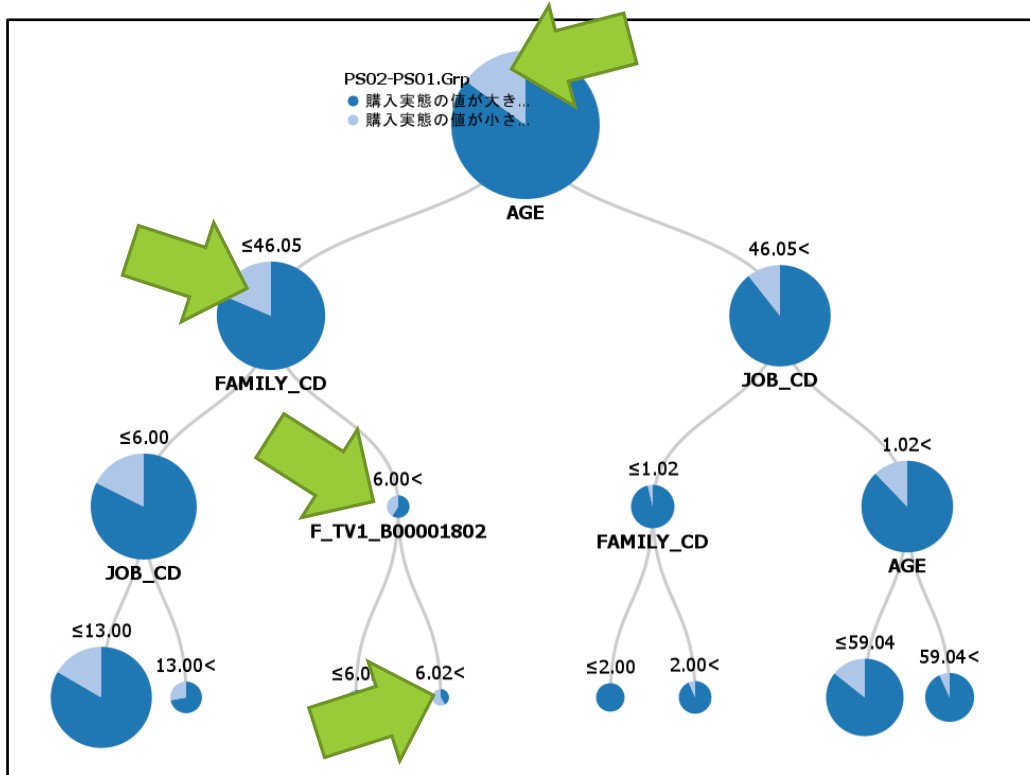 PS02-PS01.Grp
購入実態の値が大き...
購入実態の値が小さ...
AGE
≤46.05
46.05<
FAMILY_CD
JOB_CD
≤6.00
6.00<
≤1.02
1.02<
JOB_CD
F_TV1_B00001802
FAMILY_CD
AGE
≤13.00
13.00<
≤6.0
6.02<
≤2.00
2.00<
≤59.04
59.04<